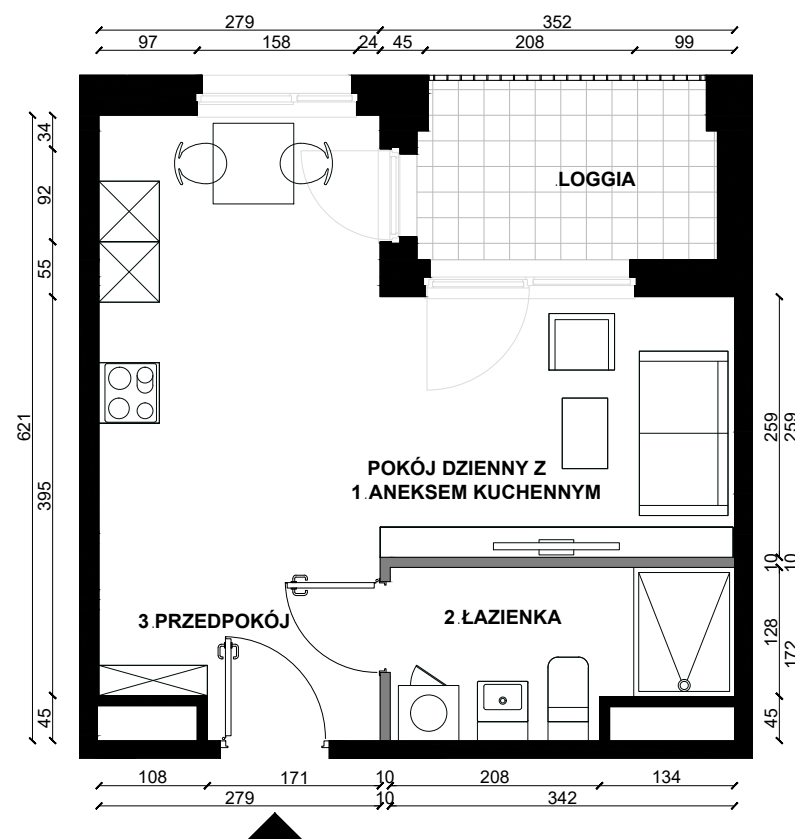 279 352
97 158 24 45 208 99
34
92
55
395
45
621
.LOGGIA
POKÓJ DZIENNY Z
1.ANEKSEM KUCHENNYM
3.PRZEDPOKÓJ
2.ŁAZIENKA
259
10
128
45
259
10
172
108 171 10 208 134
279 10 342